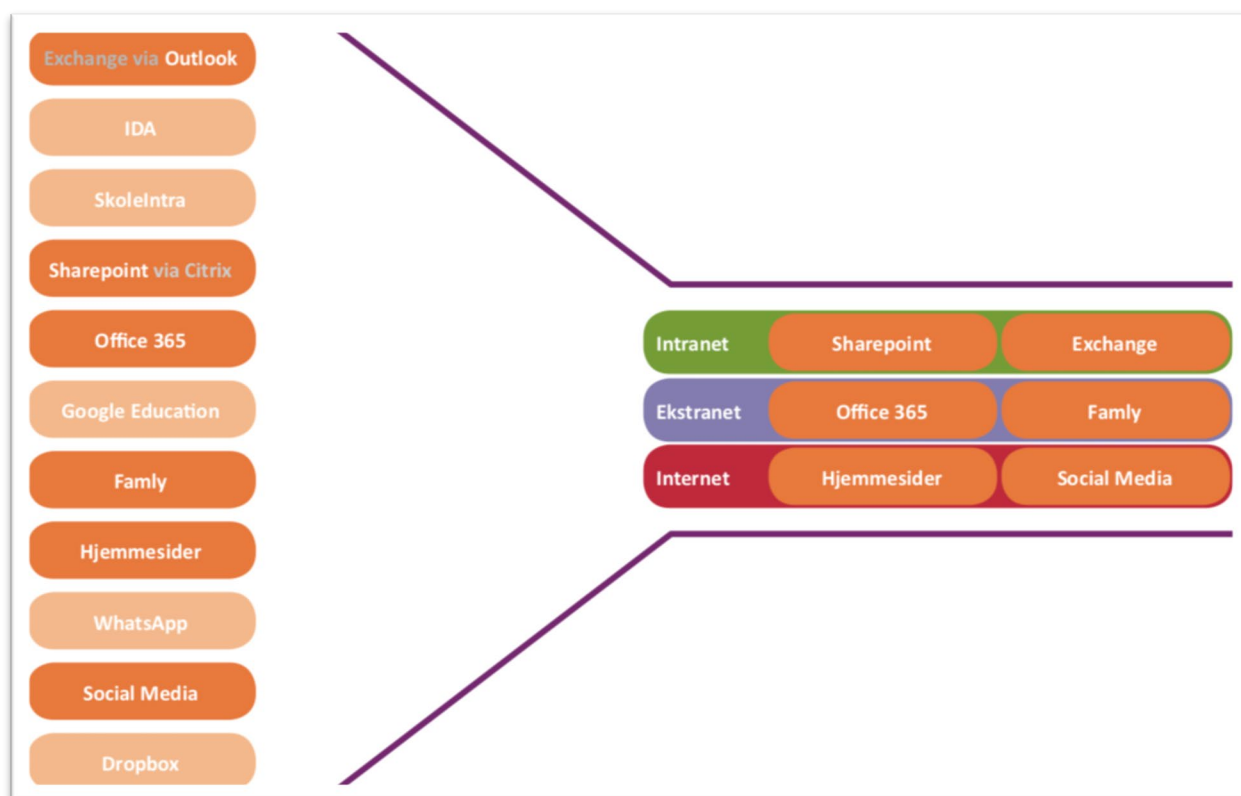 Exchange via Outlook
IDA
SkoleIntra
Sharepoint via Citrix
Office 365
Google Education
Famly
Hjemmesider
WhatsApp
Social Media
Dropbox
Intranet Sharepoint Exchange
Ekstranet Office 365 Famly
Internet Hjemmesider Social Media